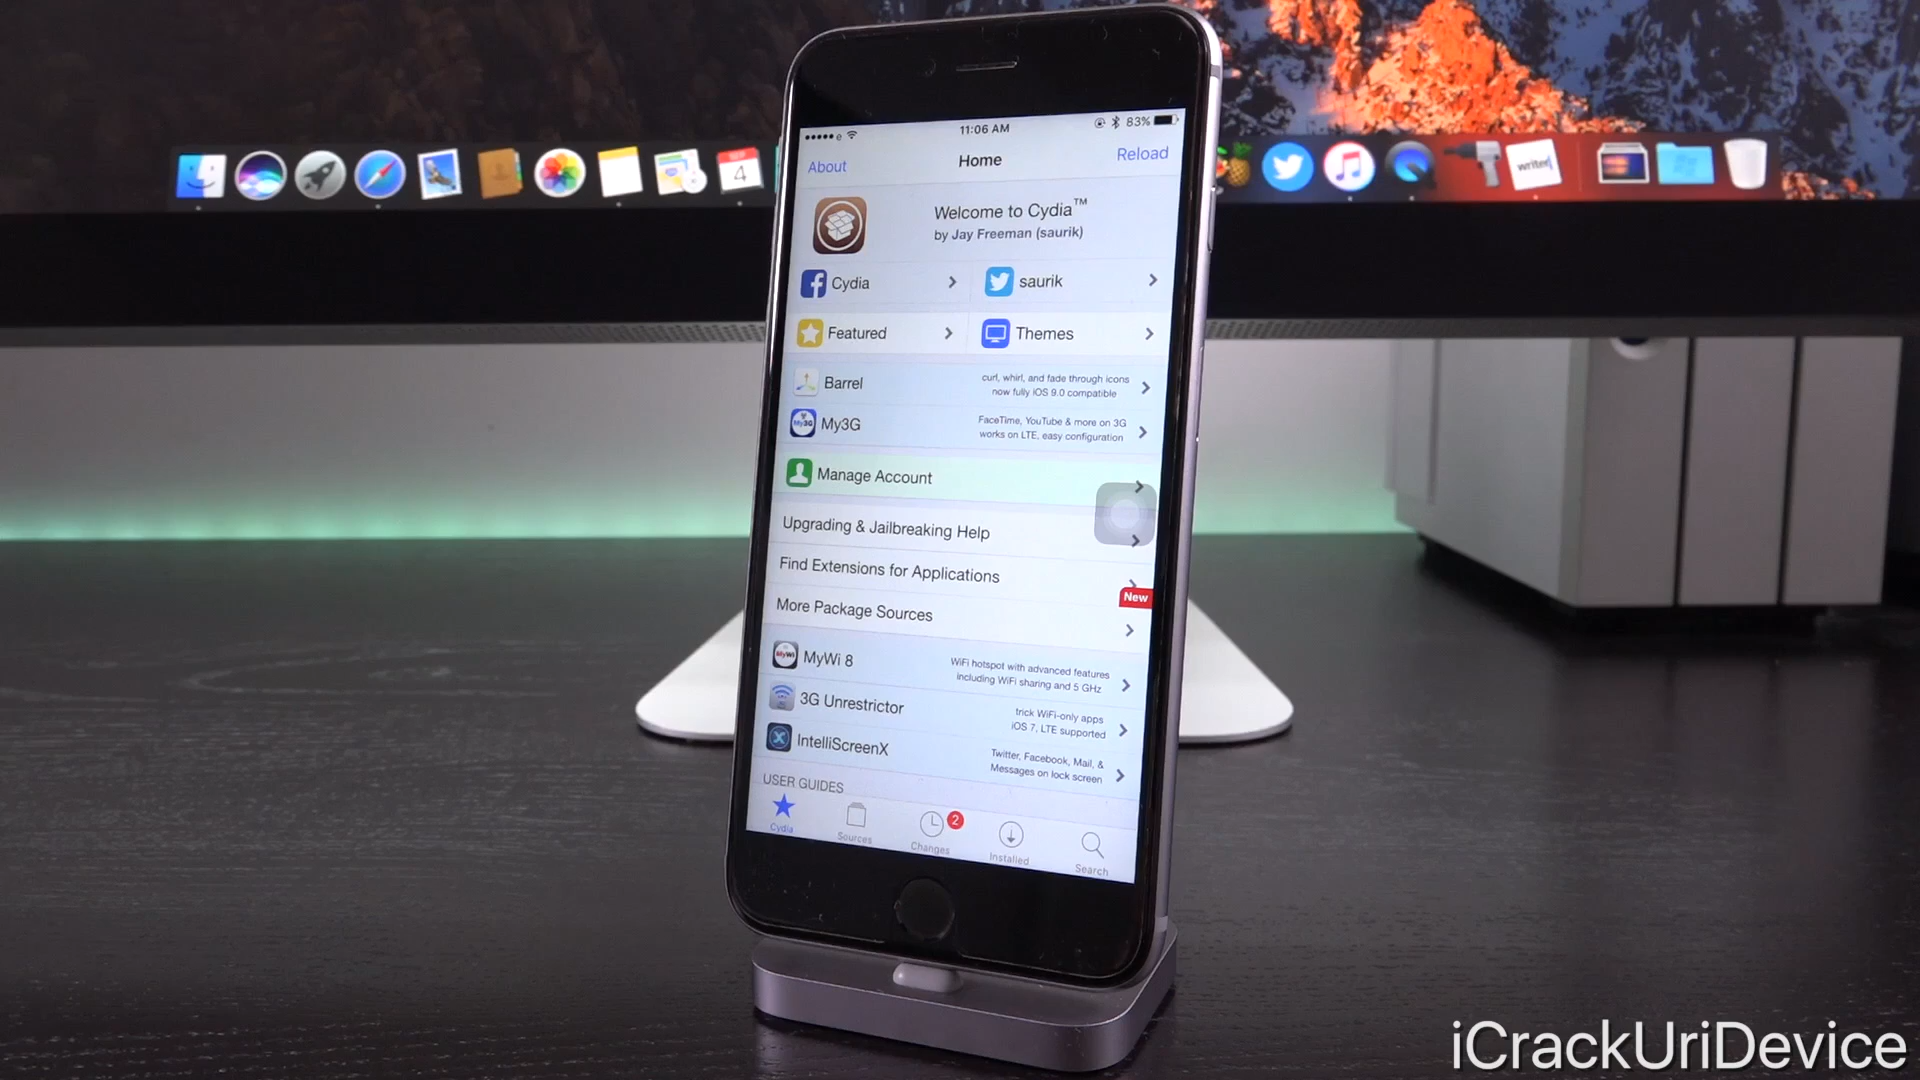 11:06 AM
83%
About
Home
Reload
Welcome to Cydia™
by Jay Freeman (saurik)
Cydia
saurik
Featured
Themes
Barrel
curl, whirl, and fade through icons
now fully iOS 9.0 compatible
My3G
My3G
FaceTime, YouTube & more on 3G
works on LTE, easy configuration
Manage Account
Upgrading & Jailbreaking Help
Find Extensions for Applications
New
More Package Sources
MyWi
MyWi 8
WiFi hotspot with advanced features
including WiFi sharing and 5 GHz
3G Unrestrictor
trick WiFi-only apps
iOS 7, LTE supported
IntelliScreenX
Twitter, Facebook, Mail, &
Messages on lock screen
USER GUIDES
Cydia
Sources
Changes
2
Installed
Search
4
writer
iCrackUriDevice